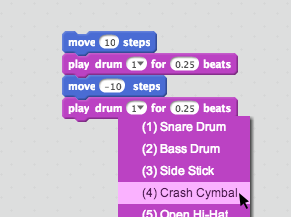 move 10 steps
play drum 1 for 0.25 beats
move -10 steps
play drum 1 for 0.25 beats
(1) Snare Drum
(2) Bass Drum
(3) Side Stick
(4) Crash Cymbal
(5) Open Hi-Hat